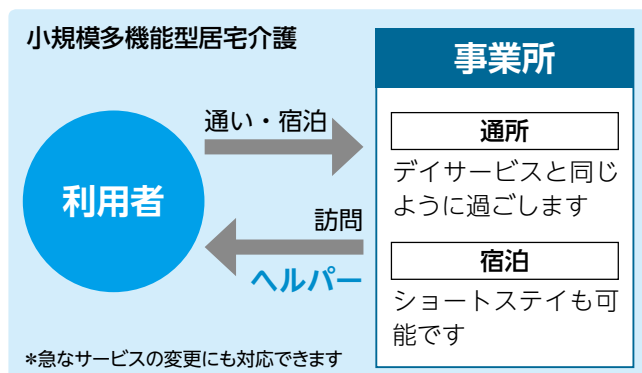 小規模多機能型居宅介護
利用者
通い・宿泊
訪問
ヘルパー
*急なサービスの変更にも対応できます
事業所
通所
デイサービスと同じ
ように過ごします
宿泊
ショートステイも可
能です